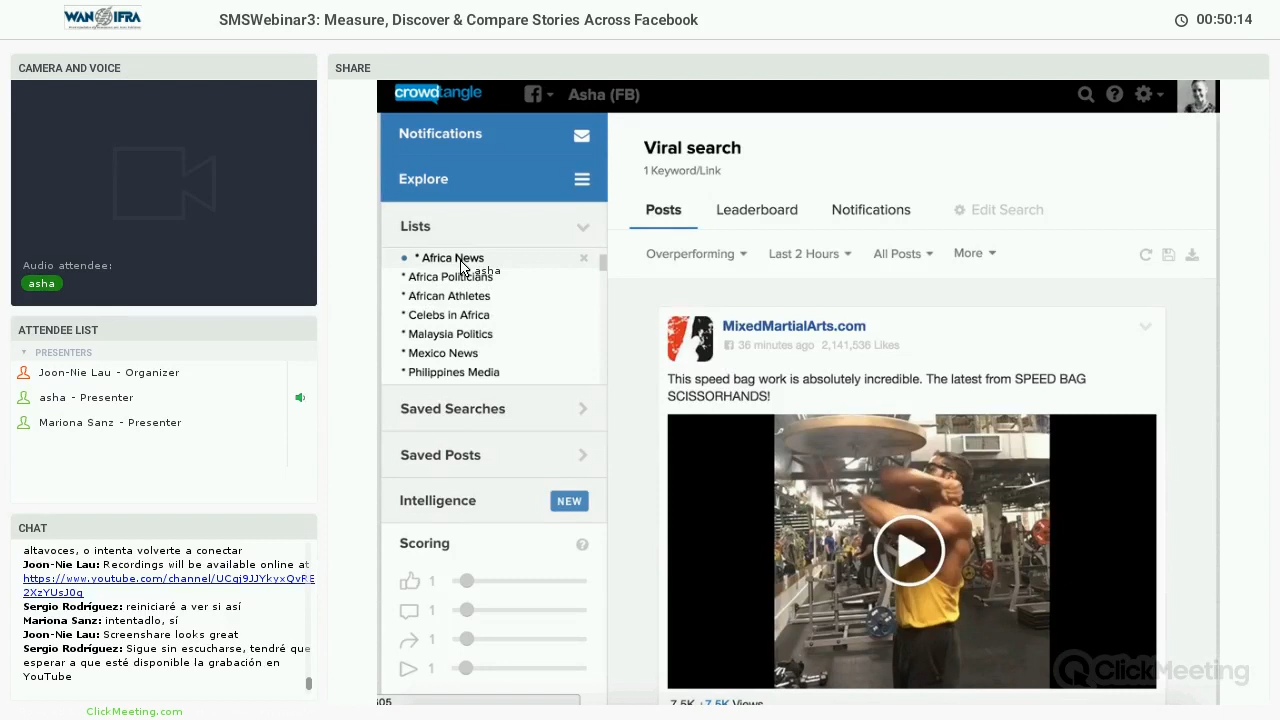 WAN IFRA
SMSWebinar3: Measure, Discover & Compare Stories Across Facebook
00:50:14
CAMERA AND VOICE
Audio attendee:
asha
ATTENDEE LIST
PRESENTERS
Joon-Nie Lau - Organizer
asha - Presenter
Mariona Sanz - Presenter
CHAT
altavoces, o intenta volverte a conectar
Joon-Nie Lau: Recordings will be available online at
Sergio Rodríguez: reiniciaré a ver si así
Mariona Sanz: intentadlo, sí
Joon-Nie Lau: Screenshare looks great
Sergio Rodríguez: Sigue sin escucharse, tendré que
esperar a que esté disponible la grabación en
YouTube
ClickMeeting.com
SHARE
crowdtangle
Asha (FB)
Notifications
Explore
Lists
* Africa News
asha
* Africa Politicians
* African Athletes
* Celebs in Africa
* Malaysia Politics
* Mexico News
* Philippines Media
Saved Searches
Saved Posts
Intelligence NEW
Scoring
1
1
1
1
Viral search
1 Keyword/Link
Posts Leaderboard Notifications Edit Search
Overperforming Last 2 Hours All Posts More
MixedMartialArts.com
36 minutes ago 2,141,536 Likes
This speed bag work is absolutely incredible. The latest from SPEED BAG
SCISSORHANDS!
7.5K +7.5K Views
ClickMeeting